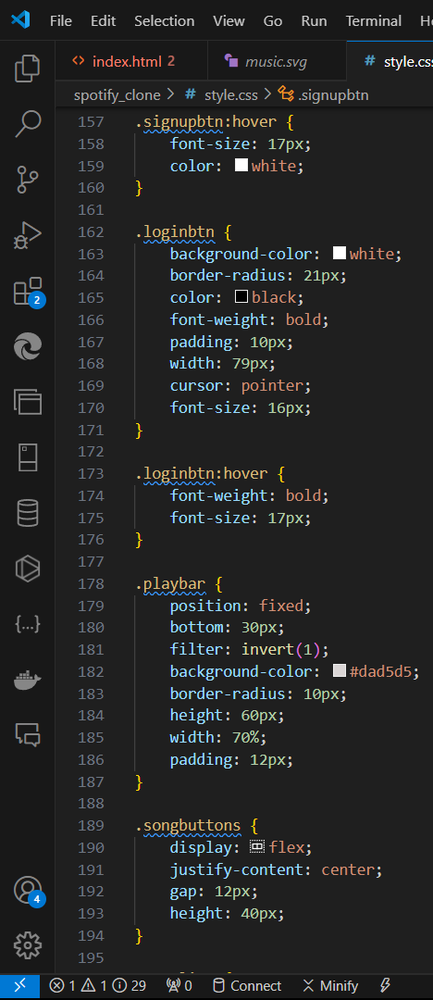 File Edit Selection View Go Run Terminal
index.html 2 music.svg # style.css
spotify_clone > # style.css > .signupbtn
157 .signupbtn:hover {
158 font-size: 17px;
159 color: white;
160 }
161
162 .loginbtn {
163 background-color: white;
164 border-radius: 21px;
165 color: black;
166 font-weight: bold;
167 padding: 10px;
168 width: 79px;
169 cursor: pointer;
170 font-size: 16px;
171 }
172
173 .loginbtn:hover {
174 font-weight: bold;
175 font-size: 17px;
176 }
177
178 .playbar {
179 position: fixed;
180 bottom: 30px;
181 filter: invert(1);
182 background-color: #dad5d5;
183 border-radius: 10px;
184 height: 60px;
185 width: 70%;
186 padding: 12px;
187 }
188
189 .songbuttons {
190 display: flex;
191 justify-content: center;
192 gap: 12px;
193 height: 40px;
194 }
195
2
4
1 1 29 0 Connect Minify